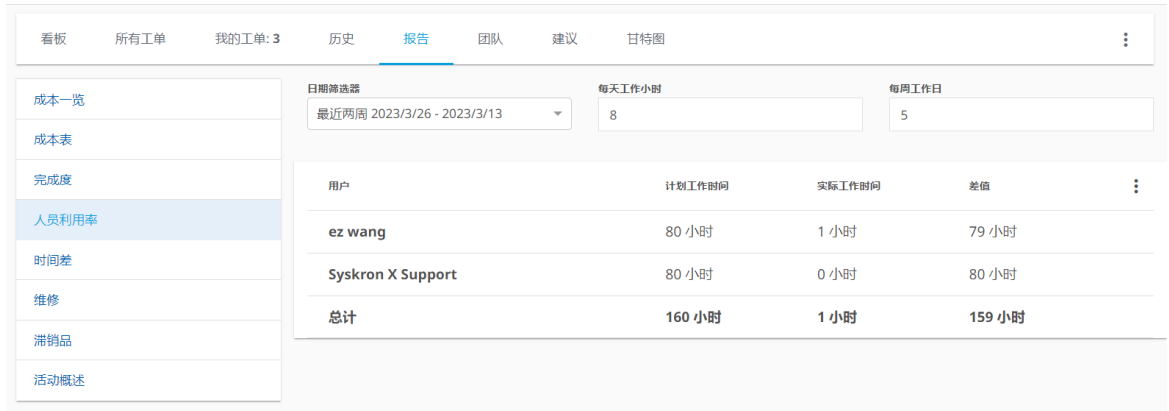 看板 所有工单 我的工单: 3 历史 报告 团队 建议 甘特图
成本一览
成本表
完成度
人员利用率
时间差
维修
滞销品
活动概述
日期筛选器 每天工作小时 每周工作日
最近两周 2023/3/26 - 2023/3/13 8 5
用户 计划工作时间 实际工作时间 差值
ez wang 80 小时 1 小时 79 小时
Syskron X Support 80 小时 0 小时 80 小时
总计 160 小时 1 小时 159 小时